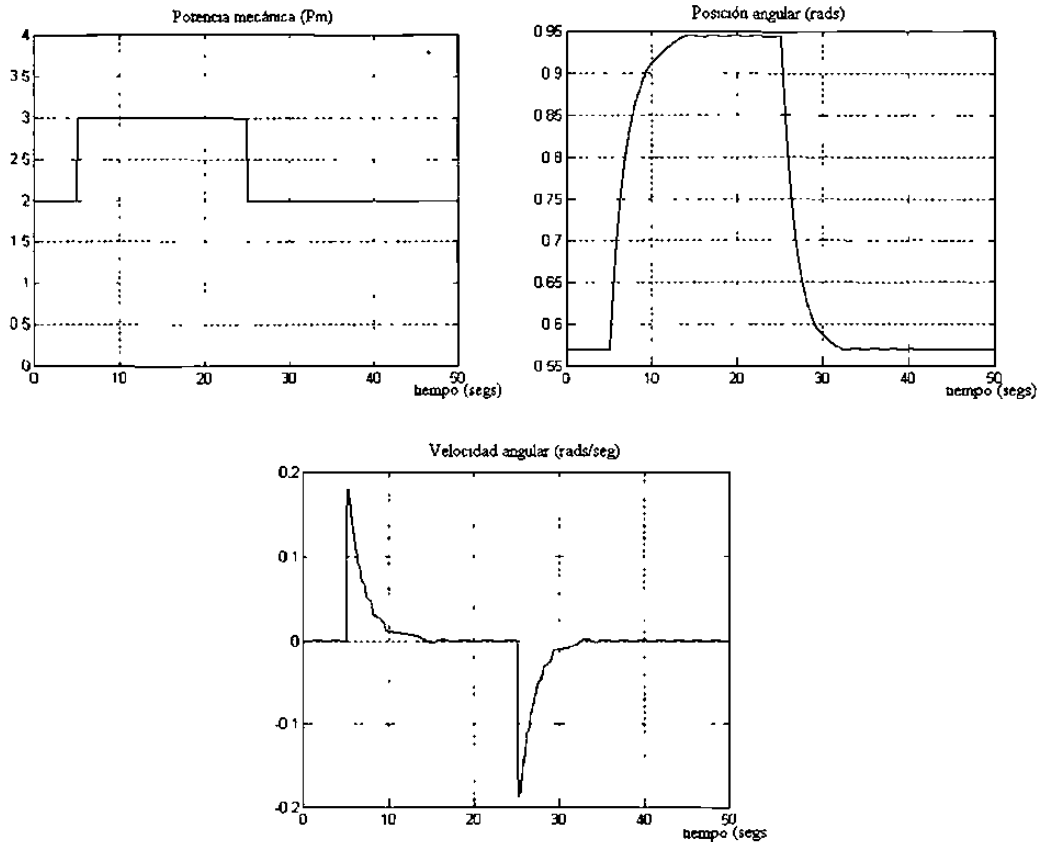 Potencia mecánica (Pm)
4
3.5
3
2.5
2
1.5
1
0.5
0
0 10 20 30 40 50
tiempo (segs)
Posición angular (rads)
0.95
0.9
0.85
0.8
0.75
0.7
0.65
0.6
0.55
0 10 20 30 40 50
tiempo (segs)
Velocidad angular (rads/seg)
0.2
0.1
0
-0.1
-0.2
0 10 20 30 40 50
tiempo (segs